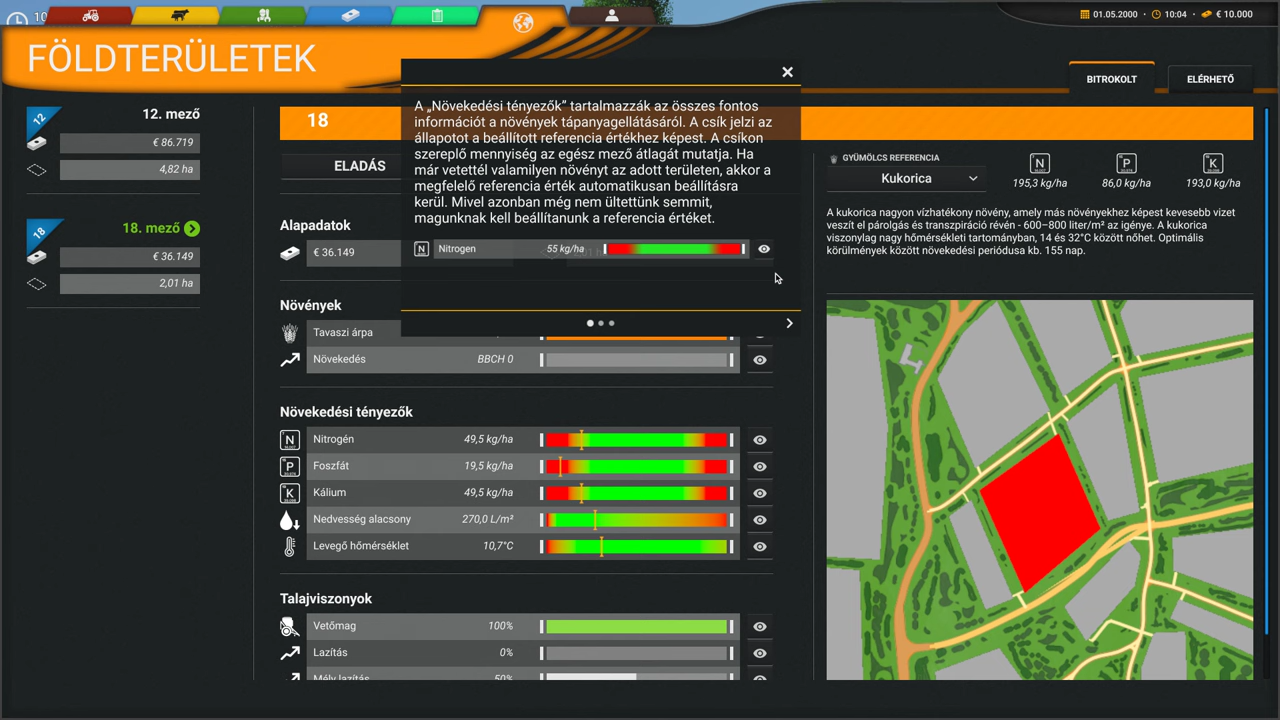 10
01.05.2000 • 10:04 • € 10.000
FÖLDTERÜLETEK
BITROKOLT
ELÉRHETŐ
12
12. mező
€ 86.719
4,82 ha
18
18. mező
€ 36.149
2,01 ha
18
ELADÁS
Alapadatok
€ 36.149
A „Növekedési tényezők” tartalmazzák az összes fontos
információt a növények tápanyagellátásáról. A csík jelzi az
állapotot a beállított referencia értékhez képest. A csíkon
szereplő mennyiség az egész mező átlagát mutatja. Ha
már vetettél valamilyen növényt az adott területen, akkor a
megfelelő referencia érték automatikusan beállításra
kerül. Mivel azonban még nem ültettünk semmit,
magunknak kell beállítanunk a referencia értéket.
N Nitrogen 55 kg/ha
Növények
Tavaszi árpa
Növekedés BBCH 0
Növekedési tényezők
N Nitrogén 49,5 kg/ha
P Foszfát 19,5 kg/ha
K Kálium 49,5 kg/ha
Nedvesség alacsony 270,0 L/m²
Levegő hőmérséklet 10,7°C
Talajviszonyok
Vetőmag 100%
Lazítás 0%
Mély lazítás 50%
GYÜMÖLCS REFERENCIA
Kukorica
N P K
195,3 kg/ha 86,0 kg/ha 193,0 kg/ha
A kukorica nagyon vízhatékony növény, amely más növényekhez képest kevesebb vizet
veszít el párolgás és transzpiráció révén - 600–800 liter/m² az igénye. A kukorica
viszonylag nagy hőmérsékleti tartományban, 14 és 32°C között nőhet. Optimális
körülmények között növekedési periódusa kb. 155 nap.